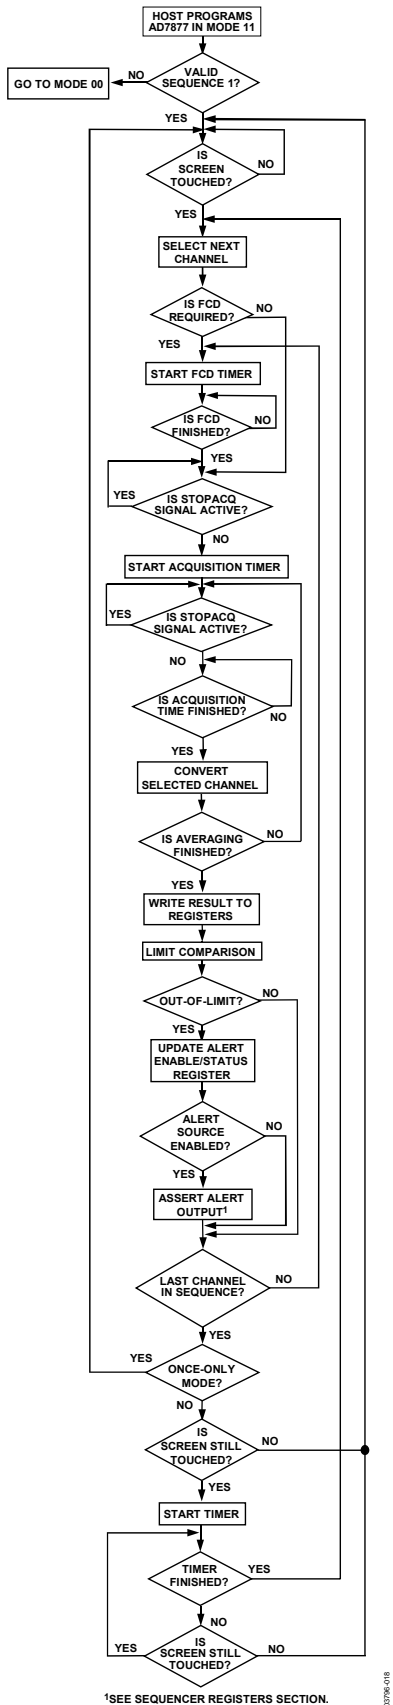 HOST PROGRAMS
AD7877 IN MODE 11
NO
VALID
SEQUENCE 1?
GO TO MODE 00
YES
IS
SCREEN
TOUCHED?
NO
YES
SELECT NEXT
CHANNEL
IS FCD
REQUIRED?
NO
YES
START FCD TIMER
IS FCD
FINISHED?
NO
YES
YES
IS STOPACQ
SIGNAL ACTIVE?
NO
START ACQUISITION TIMER
YES
IS STOPACQ
SIGNAL ACTIVE?
NO
IS ACQUISITION
TIME FINISHED?
NO
YES
CONVERT
SELECTED CHANNEL
IS AVERAGING
FINISHED?
NO
YES
WRITE RESULT TO
REGISTERS
LIMIT COMPARISON
OUT-OF-LIMIT?
NO
YES
UPDATE ALERT
ENABLE/STATUS
REGISTER
ALERT
SOURCE
ENABLED?
NO
YES
ASSERT ALERT
OUTPUT1
LAST CHANNEL
IN SEQUENCE?
NO
YES
YES
ONCE-ONLY
MODE?
NO
IS
SCREEN STILL
TOUCHED?
NO
YES
START TIMER
TIMER
FINISHED?
YES
NO
IS
SCREEN STILL
TOUCHED?
YES
NO
1SEE SEQUENCER REGISTERS SECTION.
03796-018